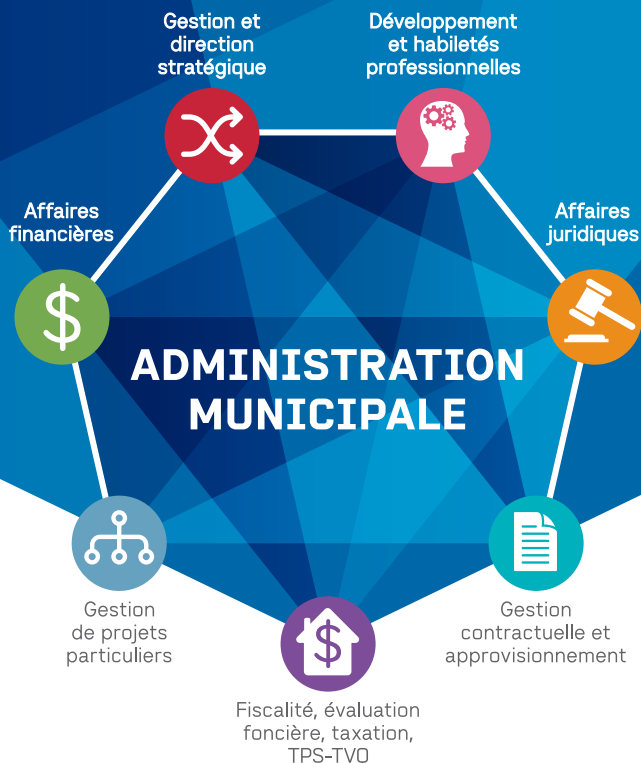 Gestion et
direction
stratégique
Développement
et habiletés
professionnelles
Affaires
financières
Affaires
juridiques
$
ADMINISTRATION
MUNICIPALE
Gestion
de projets
particuliers
Gestion
contractuelle et
approvisionnement
$
Fiscalité, évaluation
foncière, taxation,
TPS-TVQ